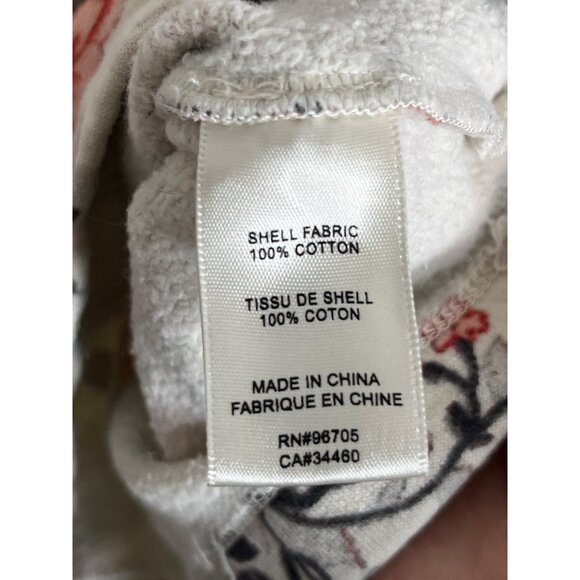 SHELL FABRIC
100% COTTON
TISSU DE SHELL
100% COTON
MADE IN CHINA
FABRIQUE EN CHINE
RN#96705
CA#34460